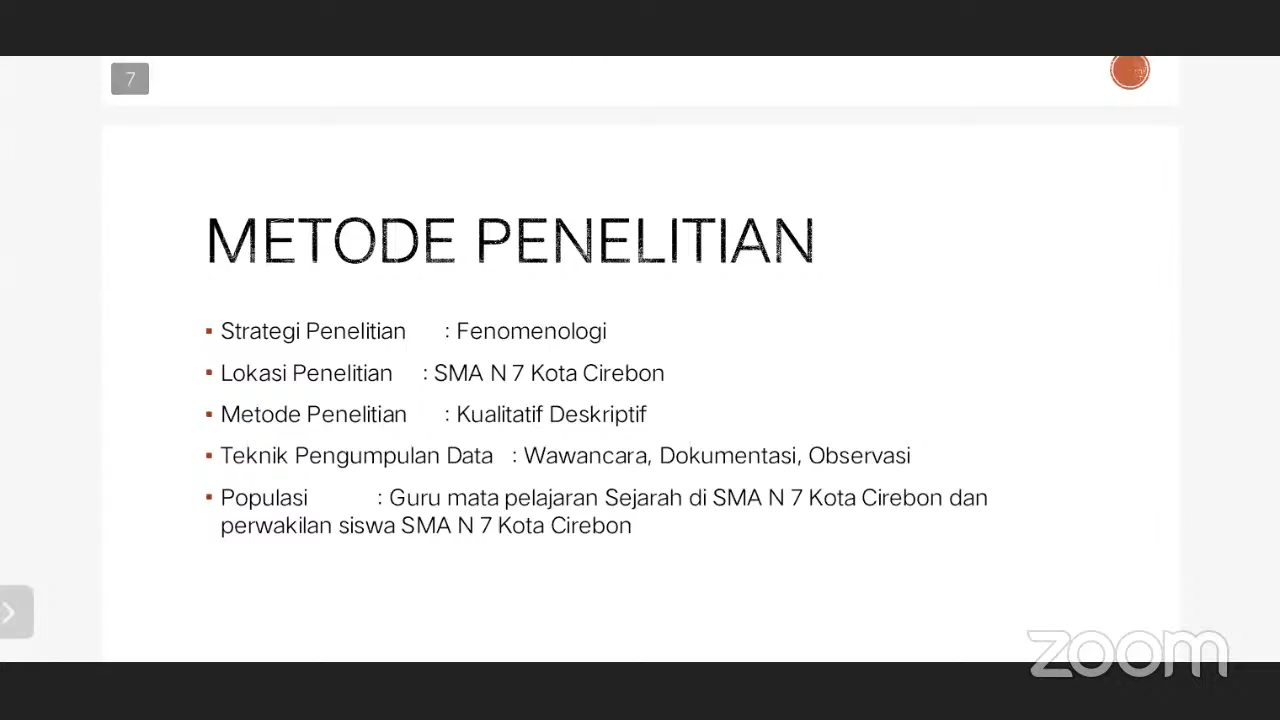 7
METODE PENELITIAN
▪ Strategi Penelitian : Fenomenologi
▪ Lokasi Penelitian : SMA N 7 Kota Cirebon
▪ Metode Penelitian : Kualitatif Deskriptif
▪ Teknik Pengumpulan Data : Wawancara, Dokumentasi, Observasi
▪ Populasi : Guru mata pelajaran Sejarah di SMA N 7 Kota Cirebon dan
perwakilan siswa SMA N 7 Kota Cirebon
zoom